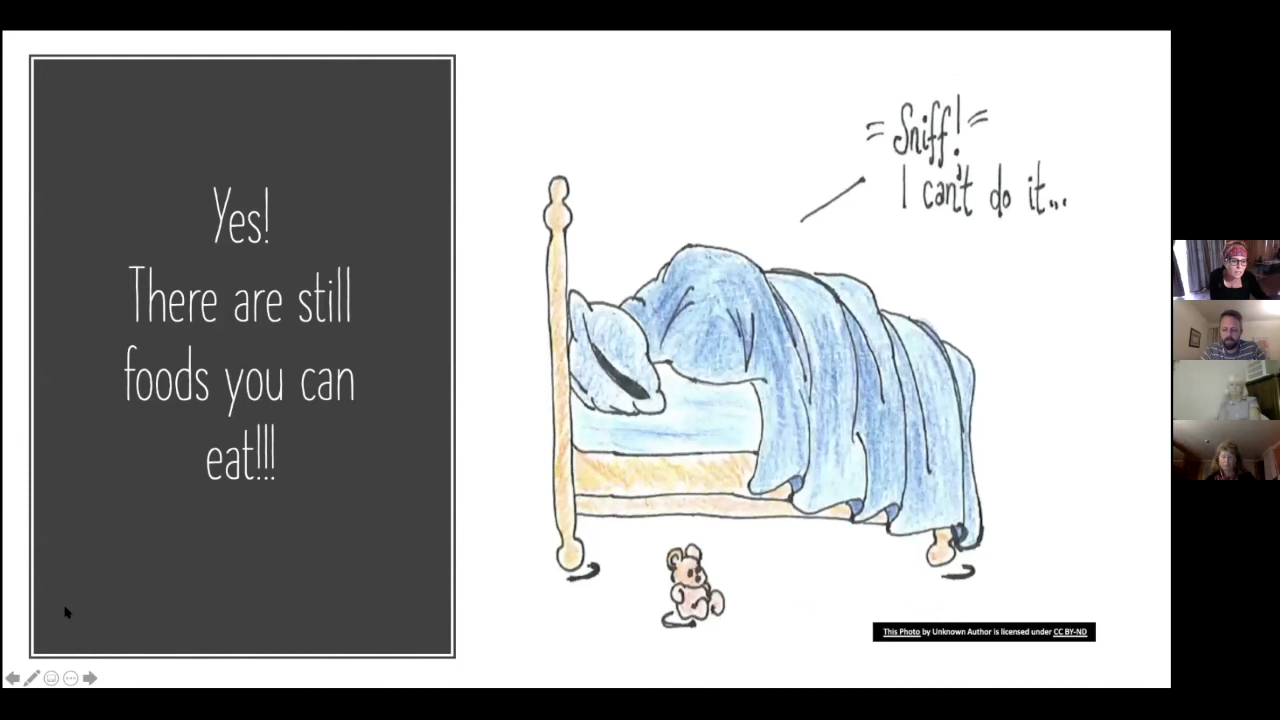 Yes!
There are still
foods you can
eat!!!
= Sniff! =
I can't do it...
This Photo by Unknown Author is licensed under CC BY-ND